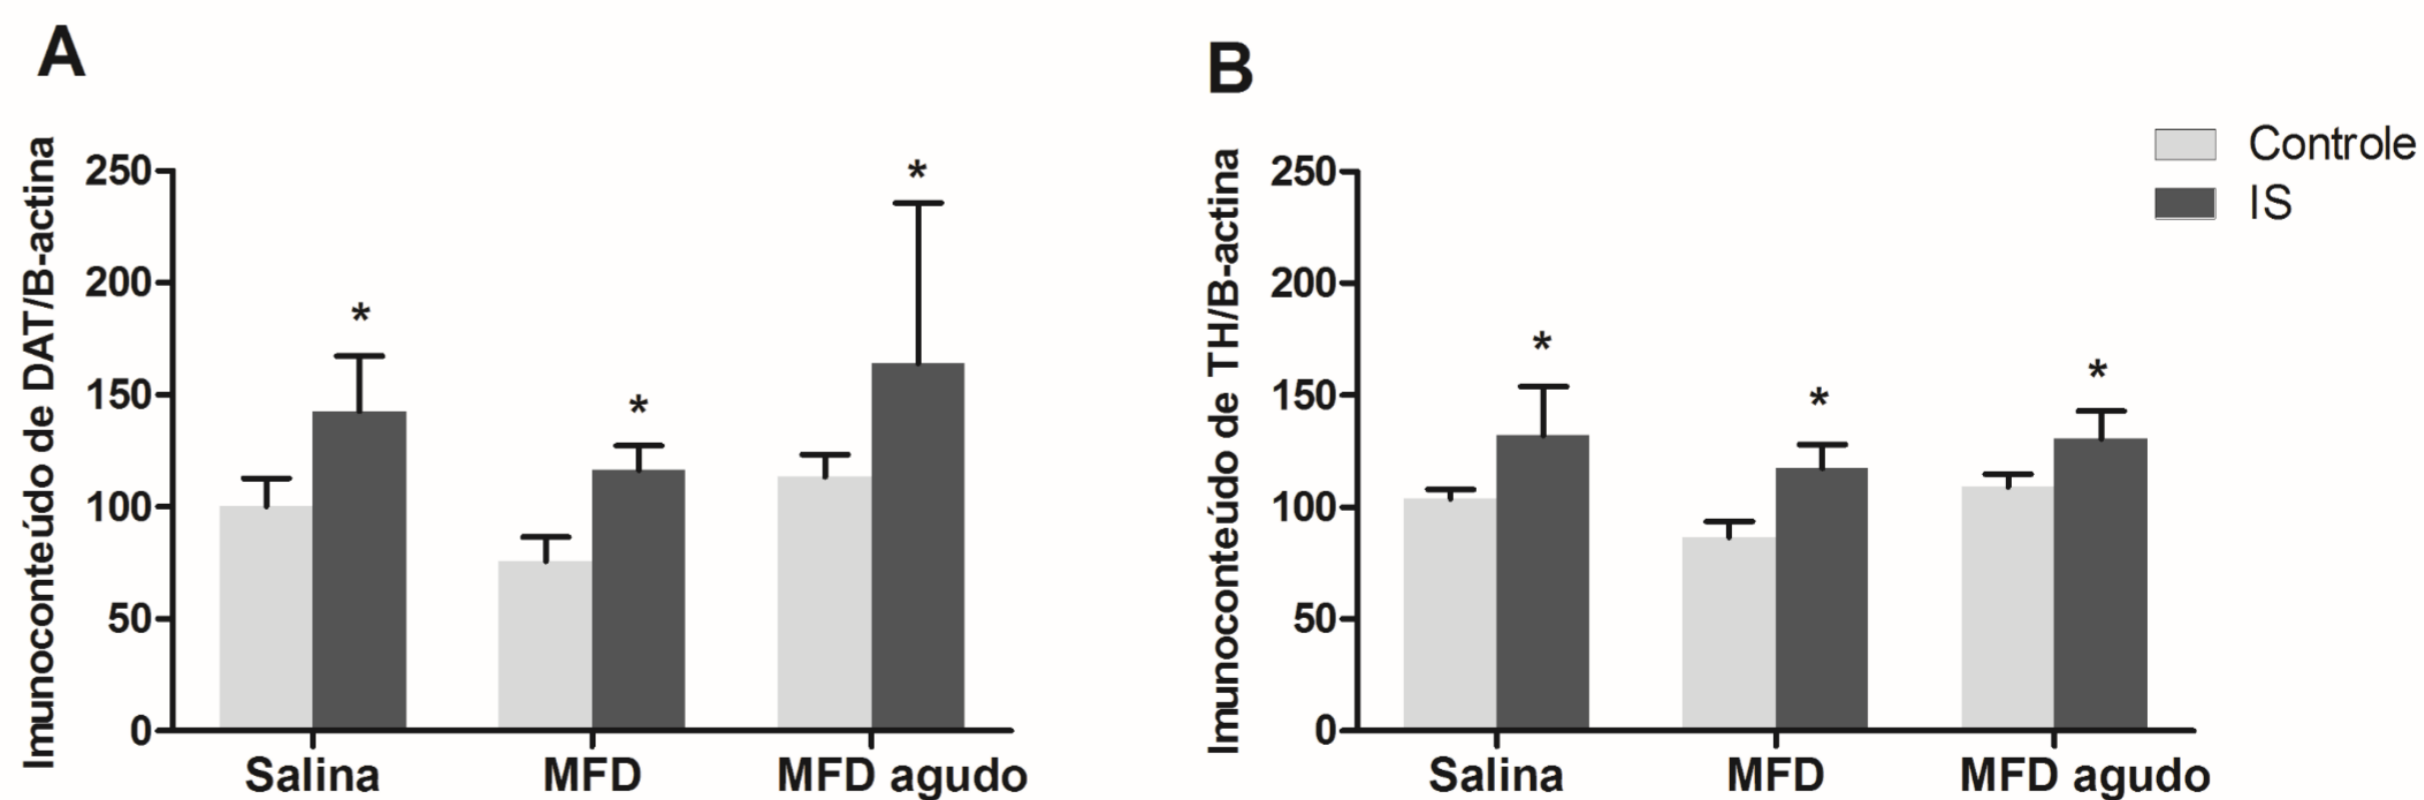 A
Imunoconteúdo de DAT/B-actina
250
*
200
*
150
*
100
50
0
Salina
MFD
MFD agudo
B
Imunoconteúdo de TH/B-actina
250
200
*
*
*
150
100
50
0
Salina
MFD
MFD agudo
Controle
IS